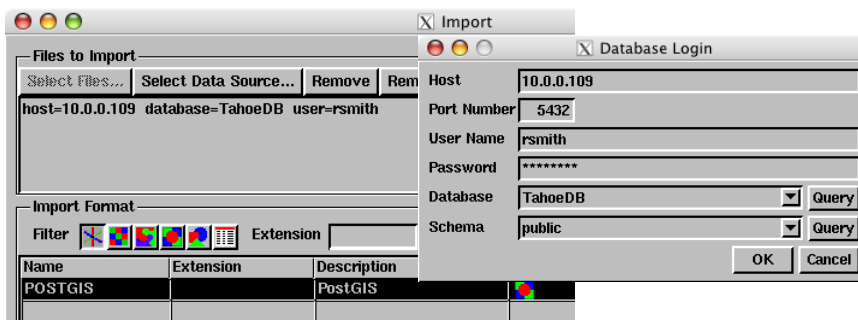 Import
Files to Import
Select Files... Select Data Source... Remove Rem
host=10.0.0.109 database=TahoeDB user=rsmith
Import Format
Filter Extension
Name Extension Description
POSTGIS PostGIS
Database Login
Host 10.0.0.109
Port Number 5432
User Name rsmith
Password ********
Database TahoeDB Query
Schema public Query
OK Cancel